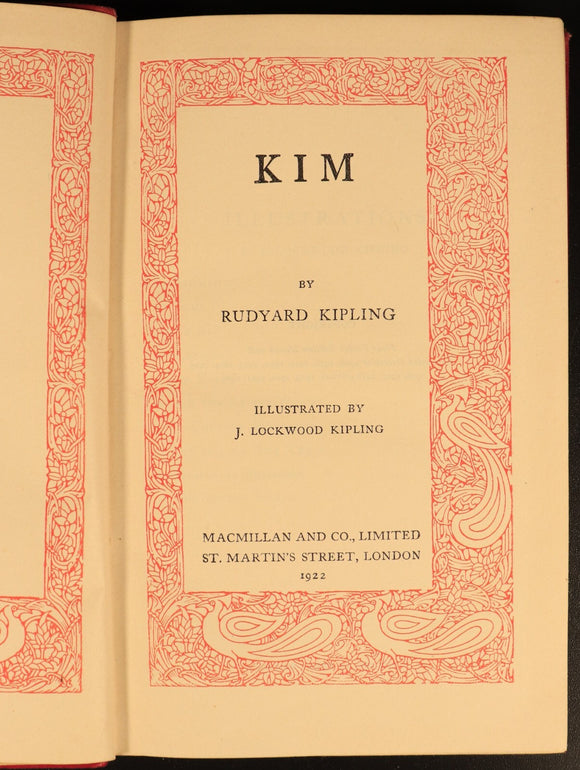 KIM
BY
RUDYARD KIPLING
ILLUSTRATED BY
J. LOCKWOOD KIPLING
MACMILLAN AND CO., LIMITED
ST. MARTIN'S STREET, LONDON
1922